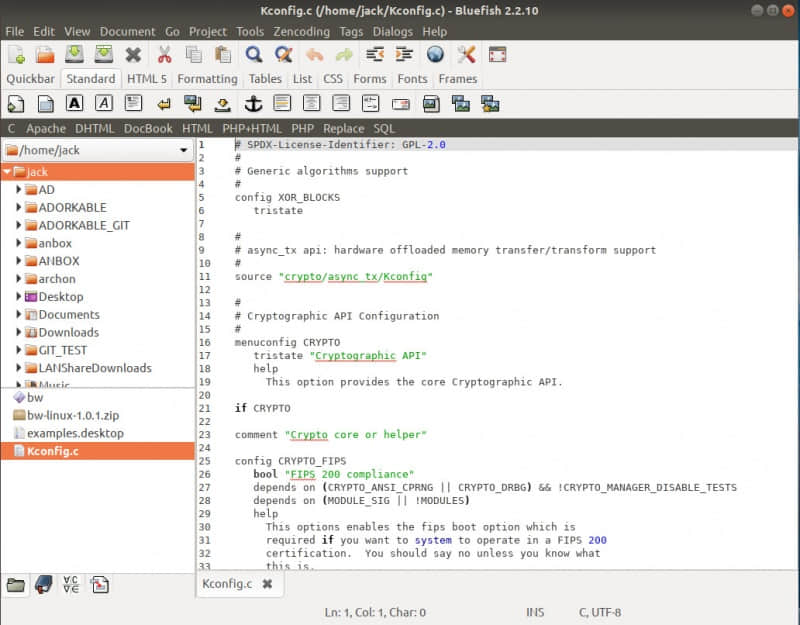 Kconfig.c (/home/jack/Kconfig.c) - Bluefish 2.2.10
File Edit View Document Go Project Tools Zencoding Tags Dialogs Help
Quickbar Standard HTML 5 Formatting Tables List CSS Forms Fonts Frames
A A
C Apache DHTML DocBook HTML PHP+HTML PHP Replace SQL
/home/jack
jack
AD
ADORKABLE
ADORKABLE_GIT
anbox
ANBOX
archon
Desktop
Documents
Downloads
GIT_TEST
LANShareDownloads
Music
bw
bw-linux-1.0.1.zip
examples.desktop
Kconfig.c
1 # SPDX-License-Identifier: GPL-2.0
2 #
3 # Generic algorithms support
4 #
5 config XOR_BLOCKS
6 tristate
7
8 #
9 # async_tx api: hardware offloaded memory transfer/transform support
10 #
11 source "crypto/async_tx/Kconfig"
12
13 #
14 # Cryptographic API Configuration
15 #
16 menuconfig CRYPTO
17 tristate "Cryptographic API"
18 help
19 This option provides the core Cryptographic API.
20
21 if CRYPTO
22
23 comment "Crypto core or helper"
24
25 config CRYPTO_FIPS
26 bool "FIPS 200 compliance"
27 depends on (CRYPTO_ANSI_CPRNG || CRYPTO_DRBG) && !CRYPTO_MANAGER_DISABLE_TESTS
28 depends on (MODULE_SIG || !MODULES)
29 help
30 This options enables the fips boot option which is
31 required if you want to system to operate in a FIPS 200
32 certification. You should say no unless you know what
33 this is.
Kconfig.c
Ln: 1, Col: 1, Char: 0 INS C, UTF-8